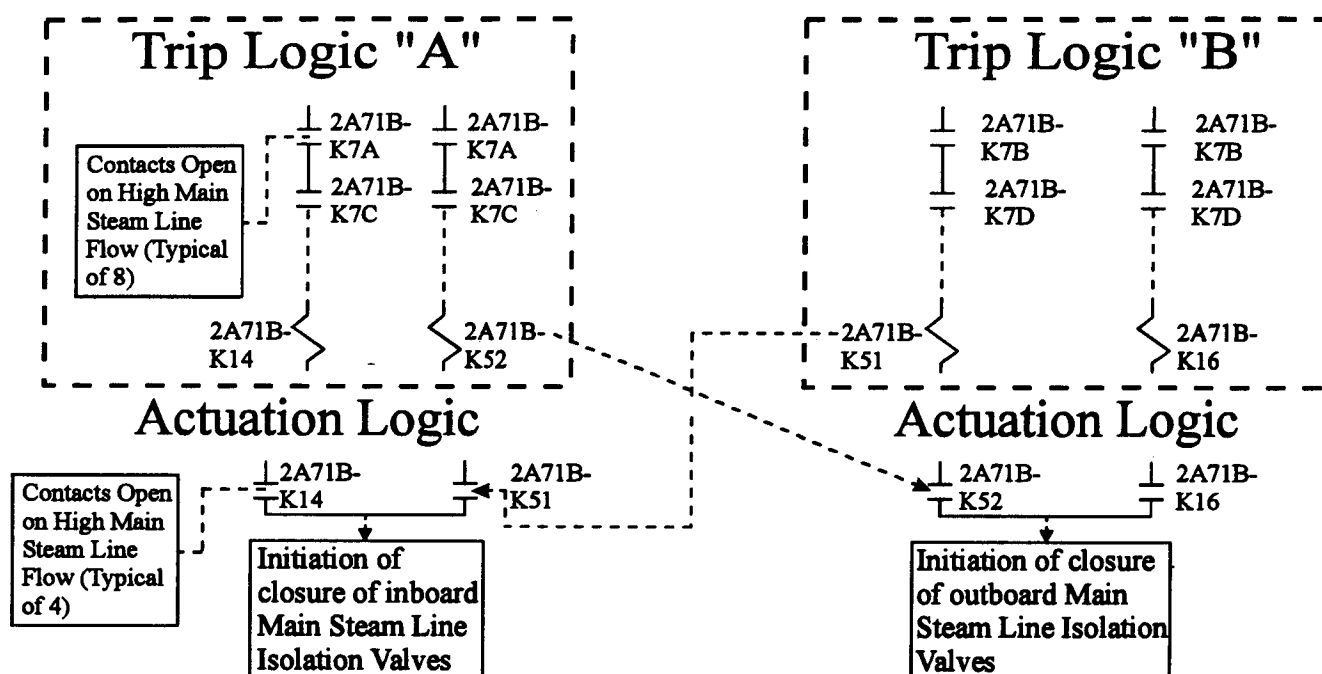 Trip Logic "A"
2A71B-
K7A
2A71B-
K7A
2A71B-
K7C
2A71B-
K7C
Contacts Open
on High Main
Steam Line
Flow (Typical
of 8)
2A71B-
K14
2A71B-
K52
Trip Logic "B"
2A71B-
K7B
2A71B-
K7B
2A71B-
K7D
2A71B-
K7D
2A71B-
K51
2A71B-
K16
Actuation Logic
2A71B-
K14
2A71B-
K51
Contacts Open
on High Main
Steam Line
Flow (Typical
of 4)
Initiation of
closure of inboard
Main Steam Line
Isolation Valves
Actuation Logic
2A71B-
K52
2A71B-
K16
Initiation of closure
of outboard Main
Steam Line Isolation
Valves